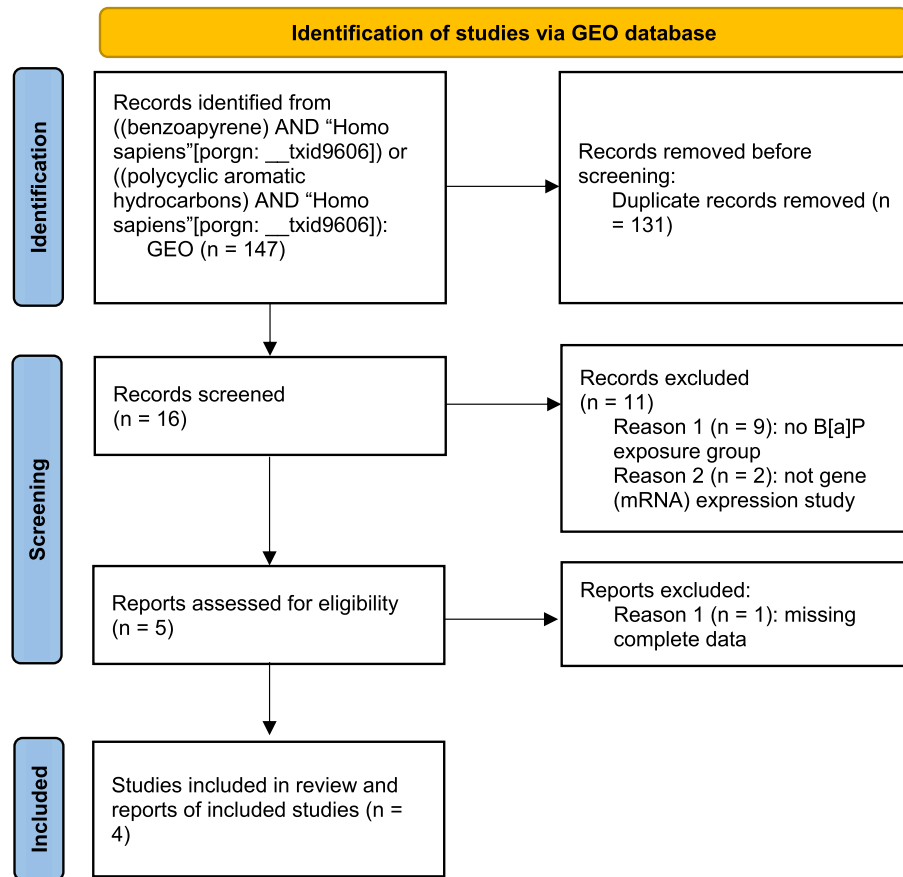 Identification of studies via GEO database
Identification
Records identified from
((benzoapyrene) AND “Homo
sapiens”[porgn: __txid9606]) or
((polycyclic aromatic
hydrocarbons) AND “Homo
sapiens”[porgn: __txid9606]):
GEO (n = 147)
Records removed before
screening:
Duplicate records removed (n
= 131)
Screening
Records screened
(n = 16)
Records excluded
(n = 11)
Reason 1 (n = 9): no B[a]P
exposure group
Reason 2 (n = 2): not gene
(mRNA) expression study
Reports assessed for eligibility
(n = 5)
Reports excluded:
Reason 1 (n = 1): missing
complete data
Included
Studies included in review and
reports of included studies (n =
4)